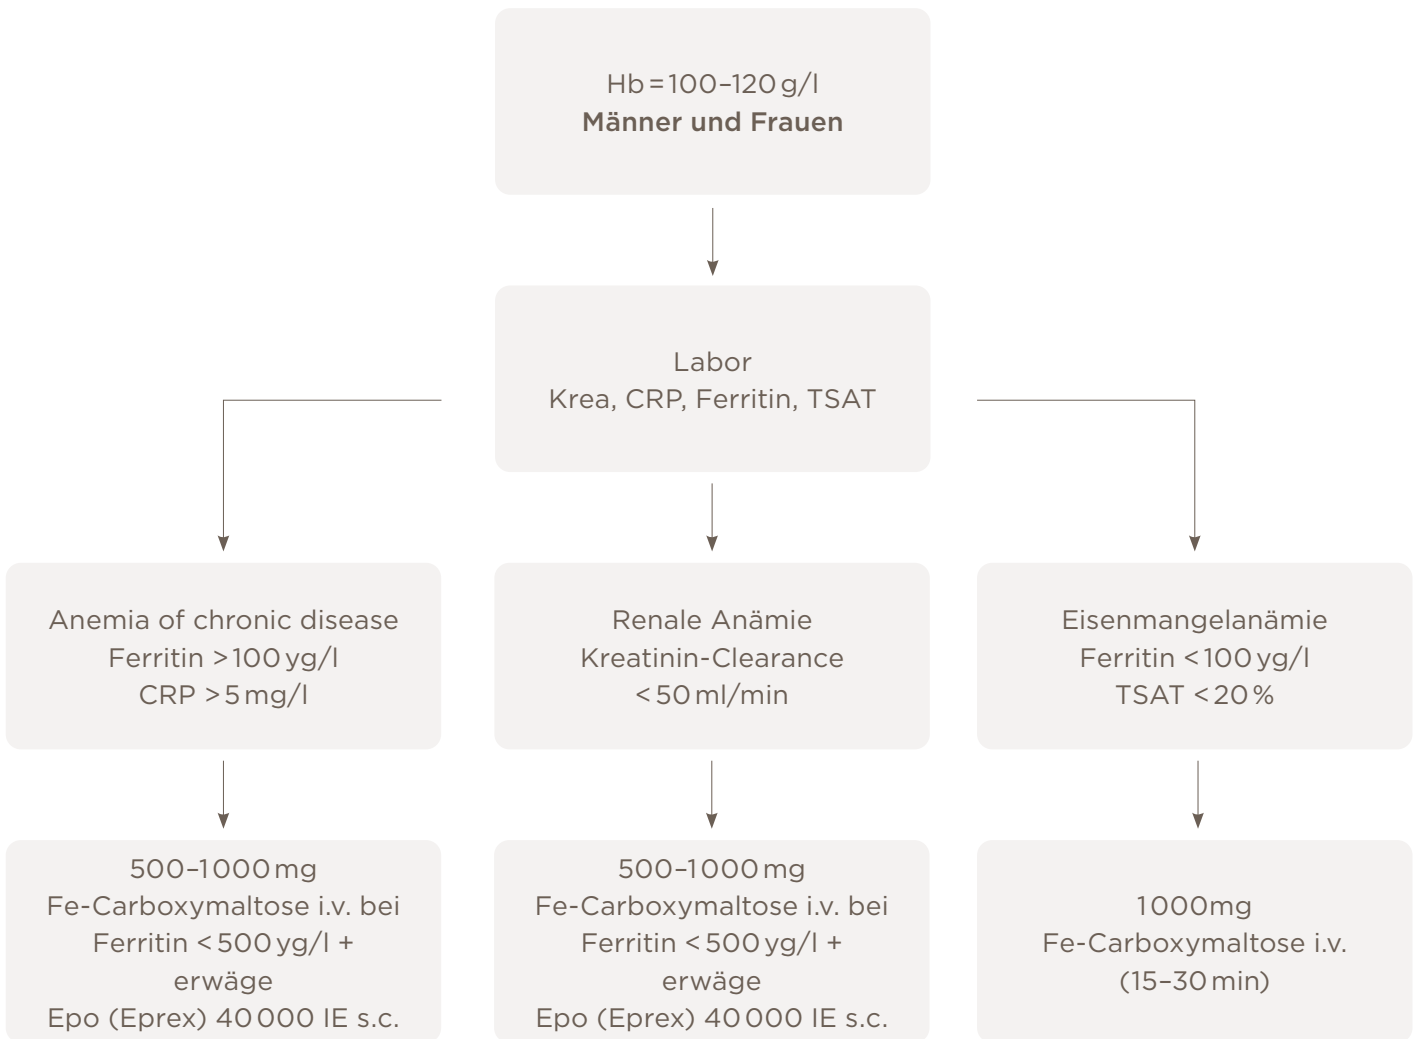 Hb = 100–120 g/l
Männer und Frauen
Labor
Krea, CRP, Ferritin, TSAT
Anemia of chronic disease
Ferritin > 100 yg/l
CRP > 5 mg/l
Renale Anämie
Kreatinin-Clearance
< 50 ml/min
Eisenmangelanämie
Ferritin < 100 yg/l
TSAT < 20 %
500–1000 mg
Fe-Carboxymaltose i.v. bei
Ferritin < 500 yg/l +
erwäge
Epo (Eprex) 40 000 IE s.c.
500–1000 mg
Fe-Carboxymaltose i.v. bei
Ferritin < 500 yg/l +
erwäge
Epo (Eprex) 40 000 IE s.c.
1000mg
Fe-Carboxymaltose i.v.
(15–30 min)